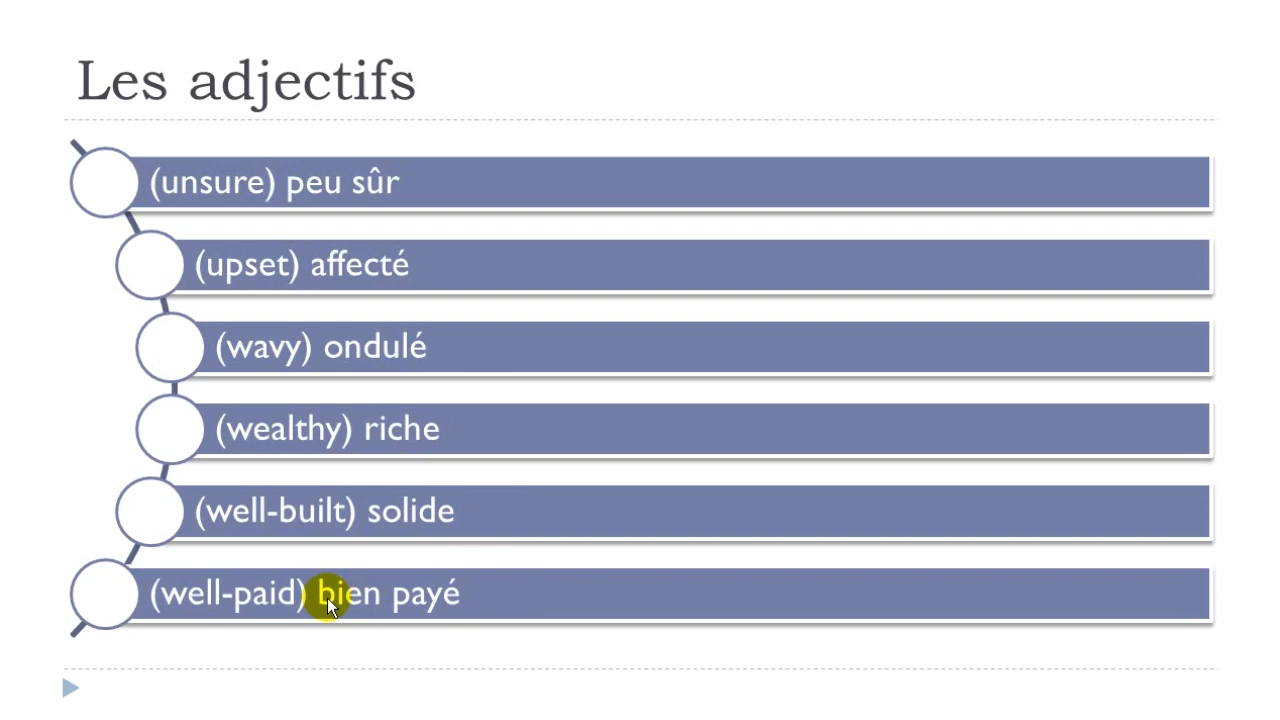 Les adjectifs
(unsure) peu sûr
(upset) affecté
(wavy) ondulé
(wealthy) riche
(well-built) solide
(well-paid) bien payé